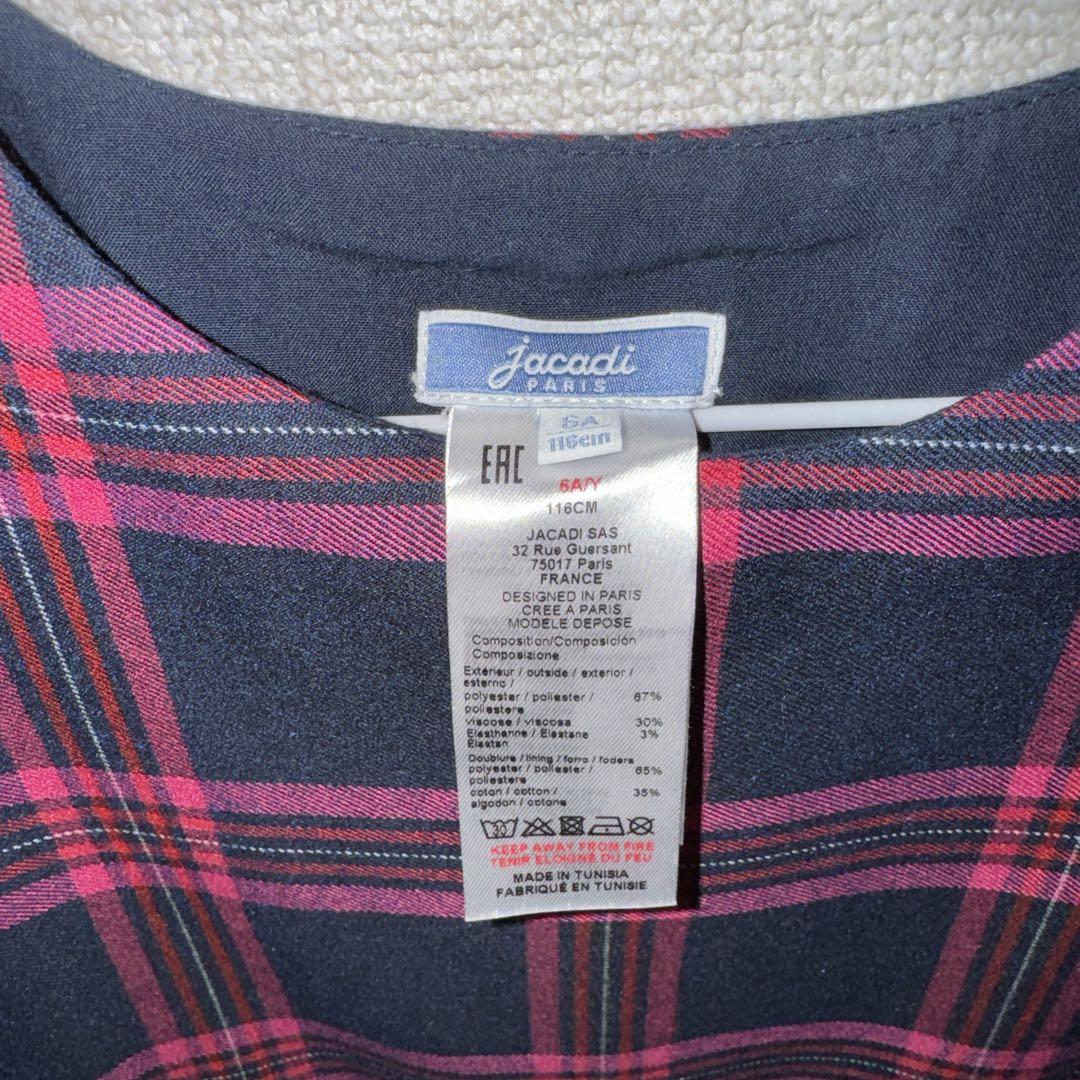 jacadi
PARIS
6A
116cm
EAC
6A/Y
116CM
JACADI SAS
32 Rue Guersant
75017 Paris
FRANCE
DESIGNED IN PARIS
CREE A PARIS
MODELE DEPOSE
Composition/Composición
Composizione
Extérieur / outside / exterior /
esterno /
polyester / poliester / 67%
poliestere
viscose / viscosa 30%
Elasthanne / Elastane 3%
Elastan
Doublure / lining / forro / fodera
polyester / poliester / 65%
poliestere
coton / cotton / 35%
algodon / cotone
30
KEEP AWAY FROM FIRE
TENIR ELOIGNE DU FEU
MADE IN TUNISIA
FABRIQUÉ EN TUNISIE